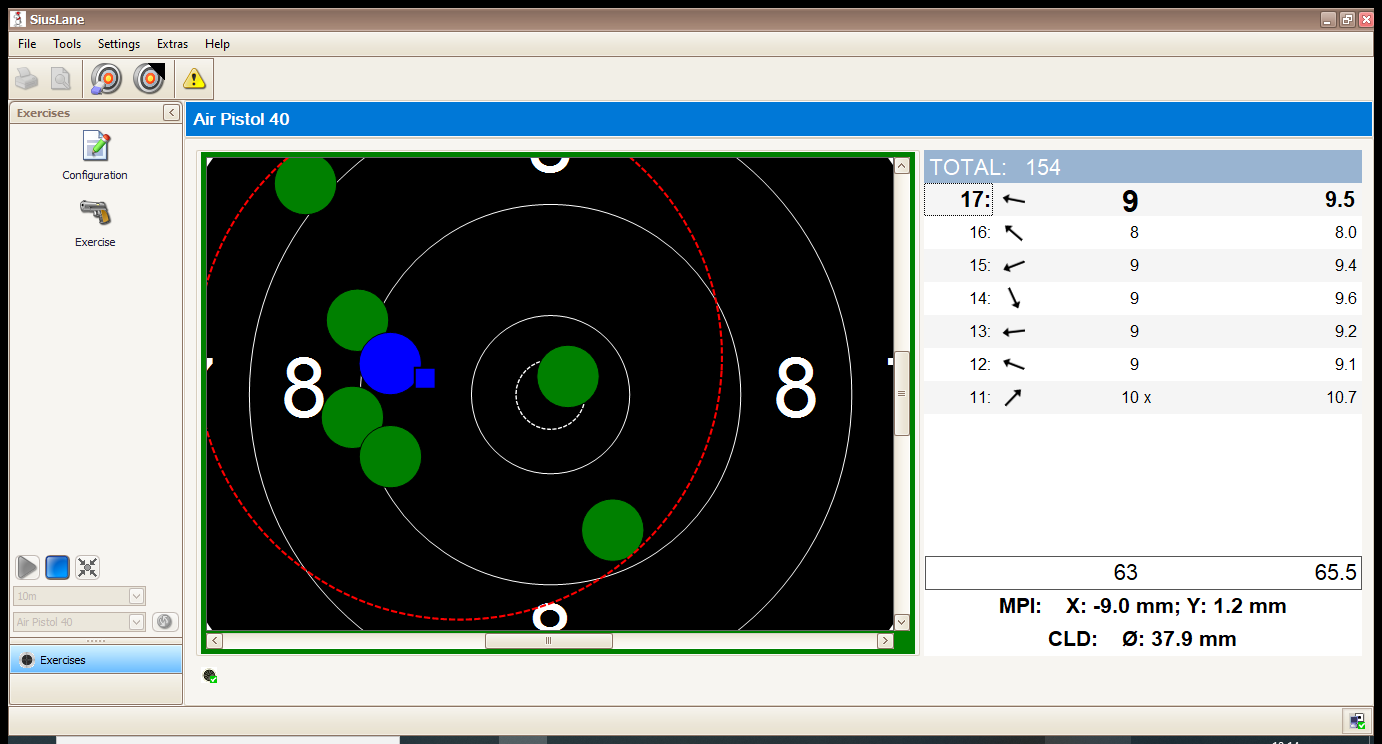 SiusLane
File Tools Settings Extras Help
Exercises
Configuration
Exercise
10m
Air Pistol 40
Exercises
Air Pistol 40
8 8
8
TOTAL: 154
17: 9 9.5
16: 8 8.0
15: 9 9.4
14: 9 9.6
13: 9 9.2
12: 9 9.1
11: 10 x 10.7
63 65.5
MPI: X: -9.0 mm; Y: 1.2 mm
CLD: Ø: 37.9 mm